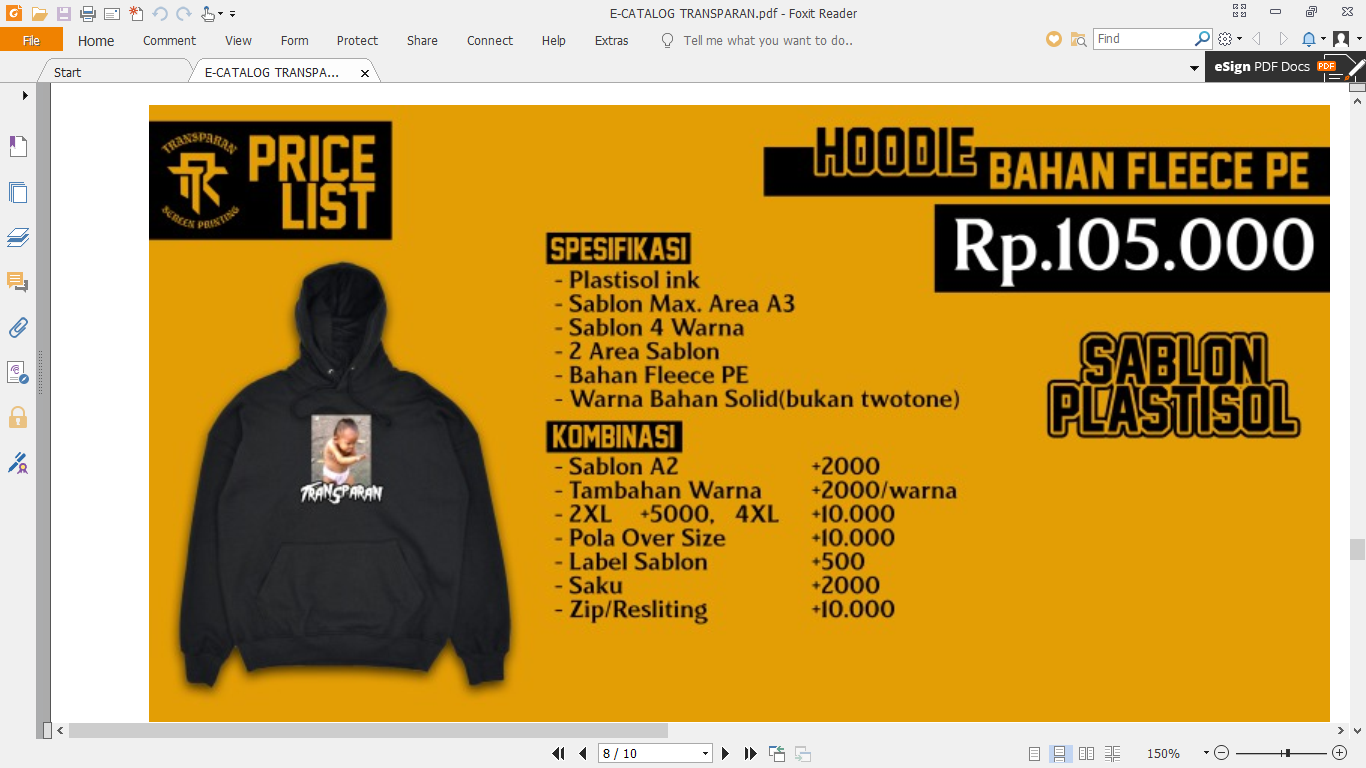 E-CATALOG TRANSPARAN.pdf - Foxit Reader
File Home Comment View Form Protect Share Connect Help Extras Tell me what you want to do.. Find
Start E-CATALOG TRANSPA... eSign PDF Docs PDF
TRANSPARAN
SCREEN PRINTING
PRICE
LIST
HOODIE BAHAN FLEECE PE
Rp.105.000
SPESIFIKASI
- Plastisol ink
- Sablon Max. Area A3
- Sablon 4 Warna
- 2 Area Sablon
- Bahan Fleece PE
- Warna Bahan Solid(bukan twotone)
SABLON
PLASTISOL
KOMBINASI
- Sablon A2 +2000
- Tambahan Warna +2000/warna
- 2XL +5000, 4XL +10.000
- Pola Over Size +10.000
- Label Sablon +500
- Saku +2000
- Zip/Resliting +10.000
TRANSPARAN
8 / 10 150%